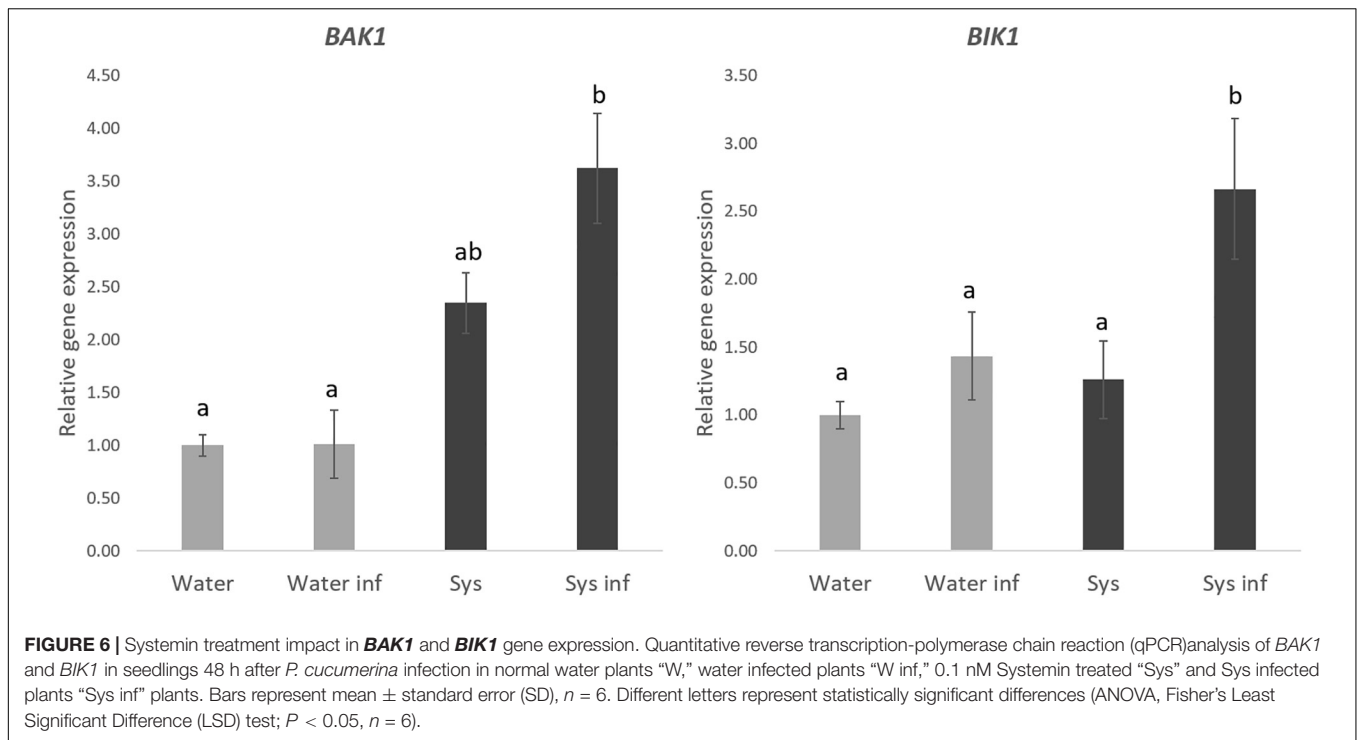 BAK1
4.50
4.00
3.50
3.00
2.50
2.00
1.50
1.00
0.50
0.00
Relative gene expression
a
a
ab
b
Water
Water inf
Sys
Sys inf
BIK1
3.50
3.00
2.50
2.00
1.50
1.00
0.50
0.00
Relative gene expression
a
a
a
b
Water
Water inf
Sys
Sys inf
FIGURE 6 | Systemin treatment impact in BAK1 and BIK1 gene expression. Quantitative reverse transcription-polymerase chain reaction (qPCR)analysis of BAK1
and BIK1 in seedlings 48 h after P. cucumerina infection in normal water plants “W,” water infected plants “W inf,” 0.1 nM Systemin treated “Sys” and Sys infected
plants “Sys inf” plants. Bars represent mean ± standard error (SD), n = 6. Different letters represent statistically significant differences (ANOVA, Fisher’s Least
Significant Difference (LSD) test; P < 0.05, n = 6).